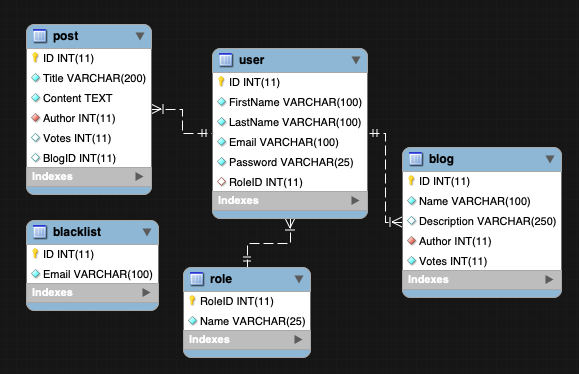 post
ID INT(11)
Title VARCHAR(200)
Content TEXT
Author INT(11)
Votes INT(11)
BlogID INT(11)
Indexes
user
ID INT(11)
FirstName VARCHAR(100)
LastName VARCHAR(100)
Email VARCHAR(100)
Password VARCHAR(25)
RoleID INT(11)
Indexes
blog
ID INT(11)
Name VARCHAR(100)
Description VARCHAR(250)
Author INT(11)
Votes INT(11)
Indexes
blacklist
ID INT(11)
Email VARCHAR(100)
Indexes
role
RoleID INT(11)
Name VARCHAR(25)
Indexes